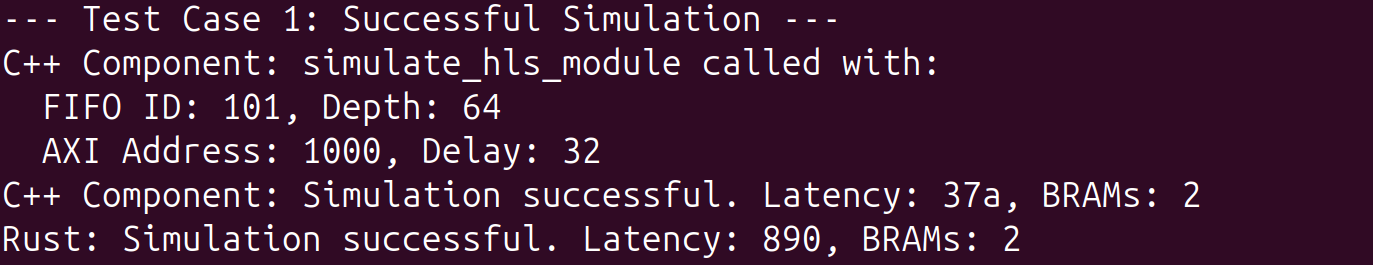 --- Test Case 1: Successful Simulation ---
C++ Component: simulate_hls_module called with:
  FIFO ID: 101, Depth: 64
  AXI Address: 1000, Delay: 32
C++ Component: Simulation successful. Latency: 37a, BRAMs: 2
Rust: Simulation successful. Latency: 890, BRAMs: 2